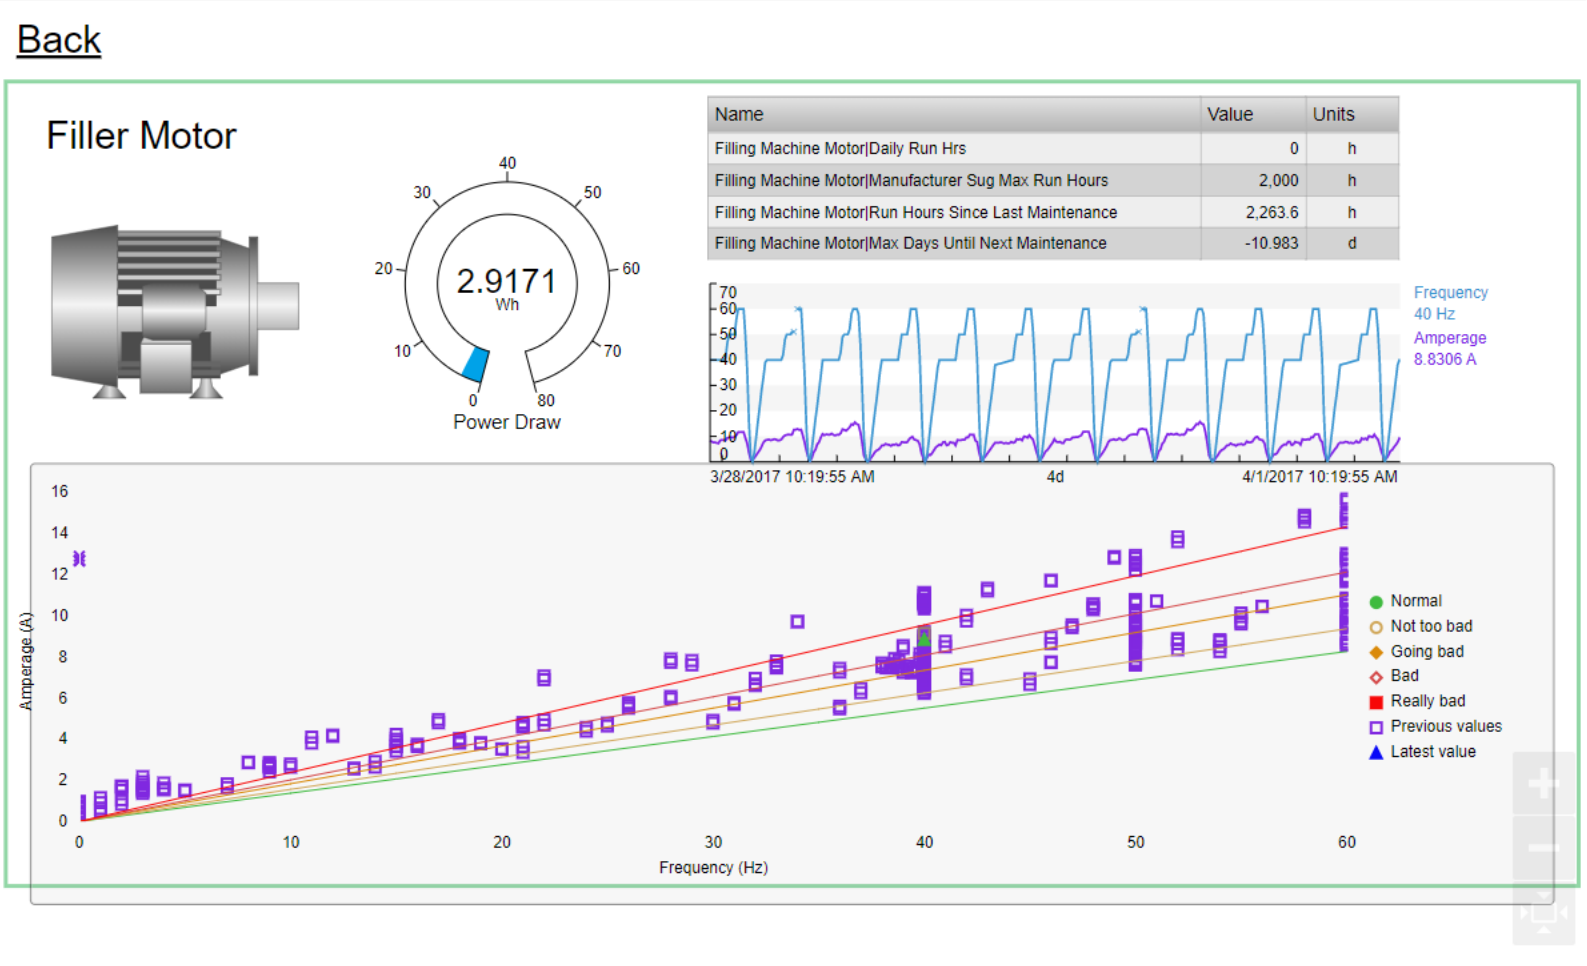 Back
Filler Motor
Name Value Units
Filling Machine Motor|Daily Run Hrs 0 h
Filling Machine Motor|Manufacturer Sug Max Run Hours 2,000 h
Filling Machine Motor|Run Hours Since Last Maintenance 2,263.6 h
Filling Machine Motor|Max Days Until Next Maintenance -10.983 d
40
30 50
20 60
10 70
0 80
2.9171
Wh
Power Draw
70
60
50
40
30
20
10
0
Frequency
40 Hz
Amperage
8.8306 A
3/28/2017 10:19:55 AM 4d 4/1/2017 10:19:55 AM
16
14
12
10
8
6
4
2
0
Amperage (A)
0 10 20 30 40 50 60
Frequency (Hz)
Normal
Not too bad
Going bad
Bad
Really bad
Previous values
Latest value